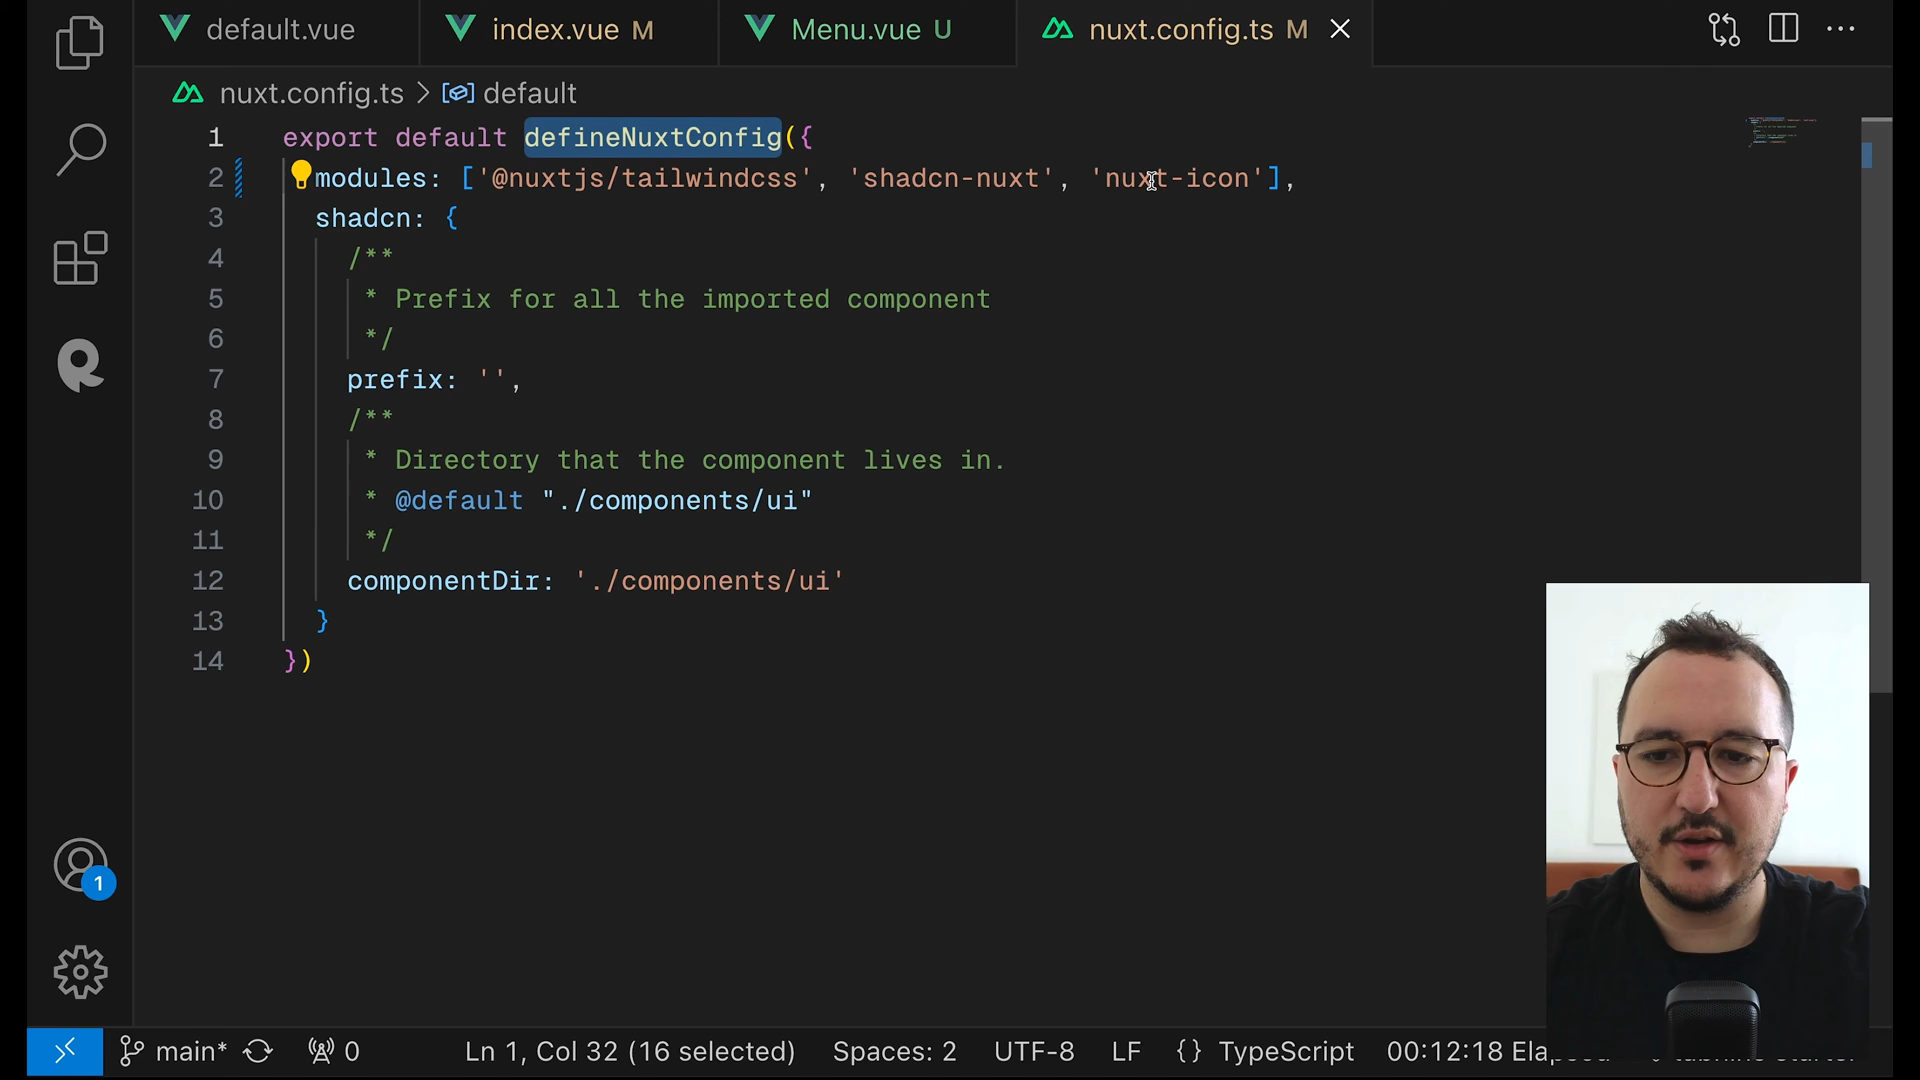 default.vue
index.vue M
Menu.vue U
nuxt.config.ts M
nuxt.config.ts > default
1 export default defineNuxtConfig({
2 modules: ['@nuxtjs/tailwindcss', 'shadcn-nuxt', 'nuxt-icon'],
3 shadcn: {
4 /**
5 * Prefix for all the imported component
6 */
7 prefix: '',
8 /**
9 * Directory that the component lives in.
10 * @default "./components/ui"
11 */
12 componentDir: './components/ui'
13 }
14 })
1
main* 0 Ln 1, Col 32 (16 selected) Spaces: 2 UTF-8 LF {} TypeScript 00:12:18